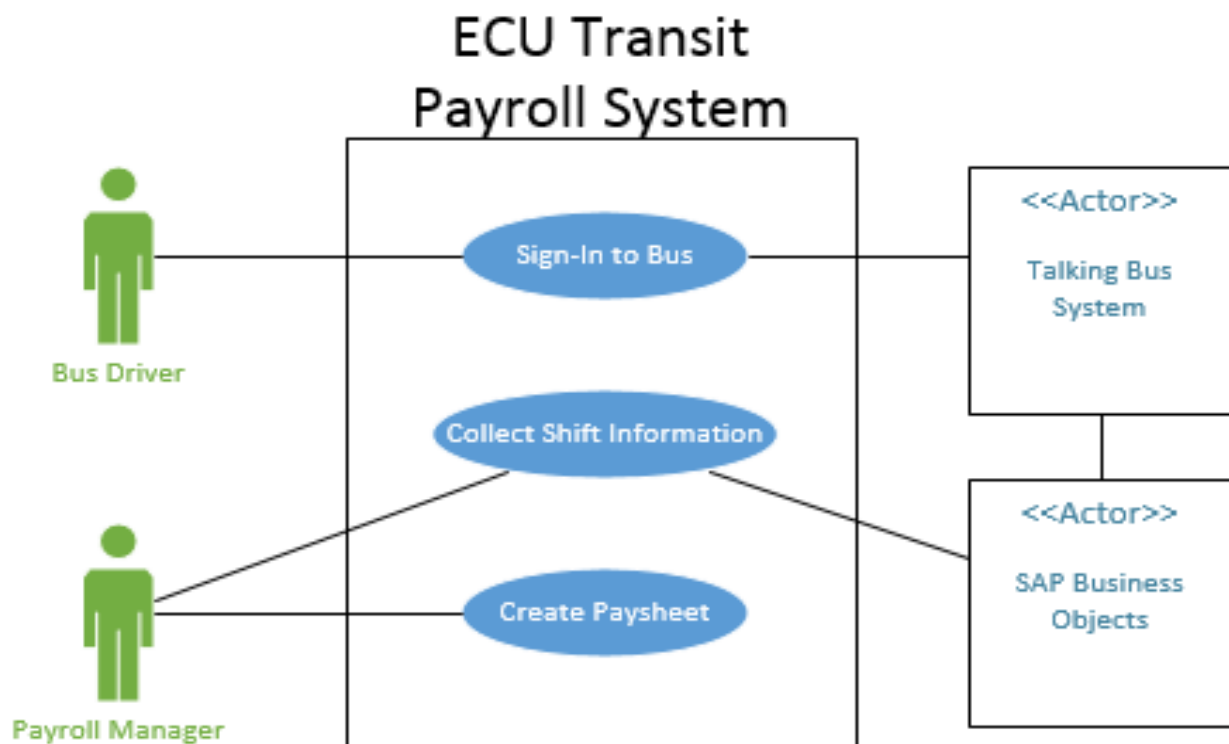 ECU Transit
Payroll System
Sign-In to Bus
<<Actor>>
Talking Bus
System
Bus Driver
Collect Shift Information
<<Actor>>
SAP Business
Objects
Create Paysheet
Payroll Manager